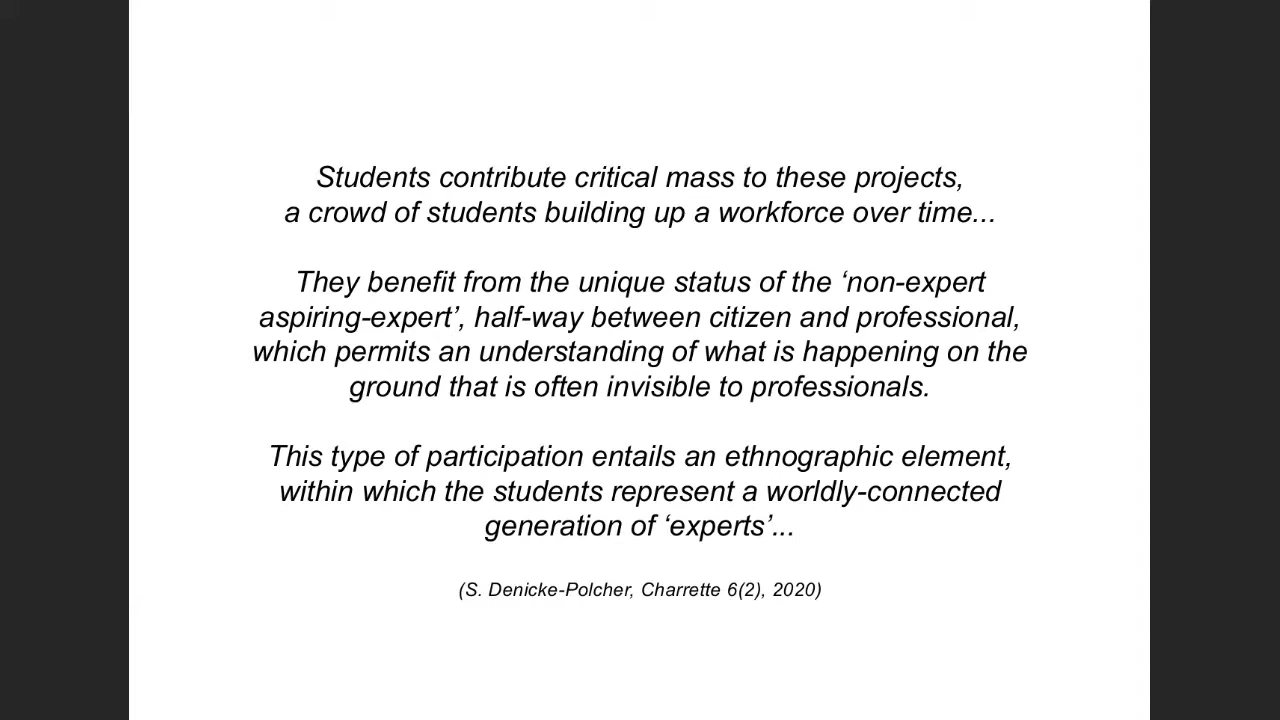 Students contribute critical mass to these projects,
a crowd of students building up a workforce over time...
They benefit from the unique status of the ‘non-expert
aspiring-expert’, half-way between citizen and professional,
which permits an understanding of what is happening on the
ground that is often invisible to professionals.
This type of participation entails an ethnographic element,
within which the students represent a worldly-connected
generation of ‘experts’...
(S. Denicke-Polcher, Charrette 6(2), 2020)